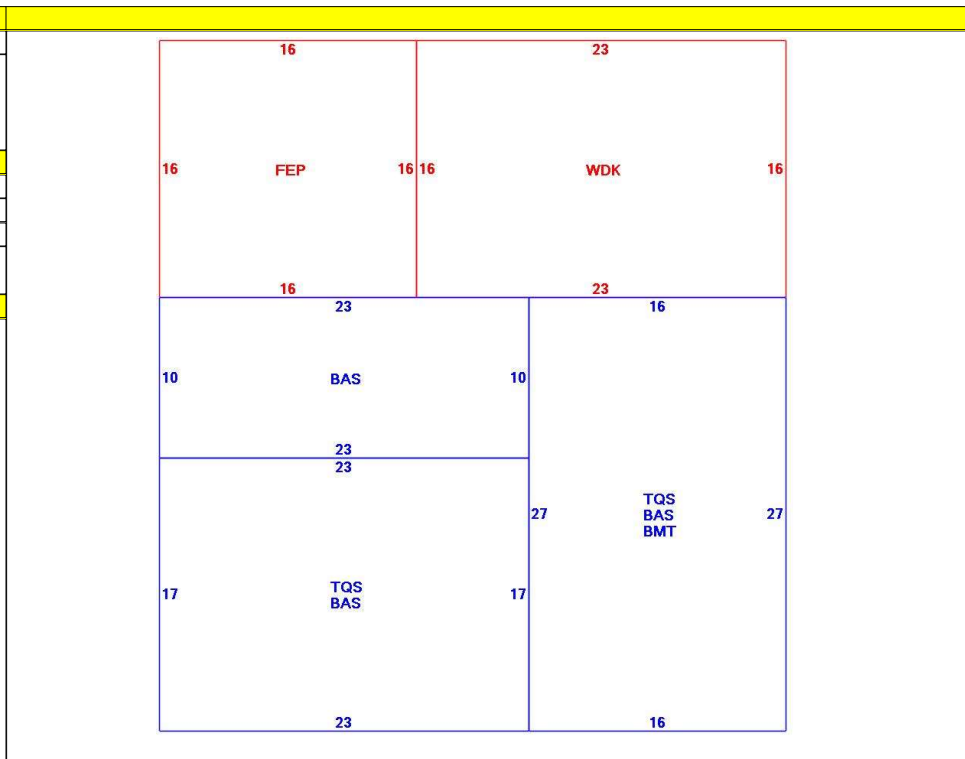 16 23
16 FEP 16 16 WDK 16
16 23
23 16
10 BAS 10
23
23
TQS
27 BAS 27
BMT
17 TQS 17
BAS
23 16